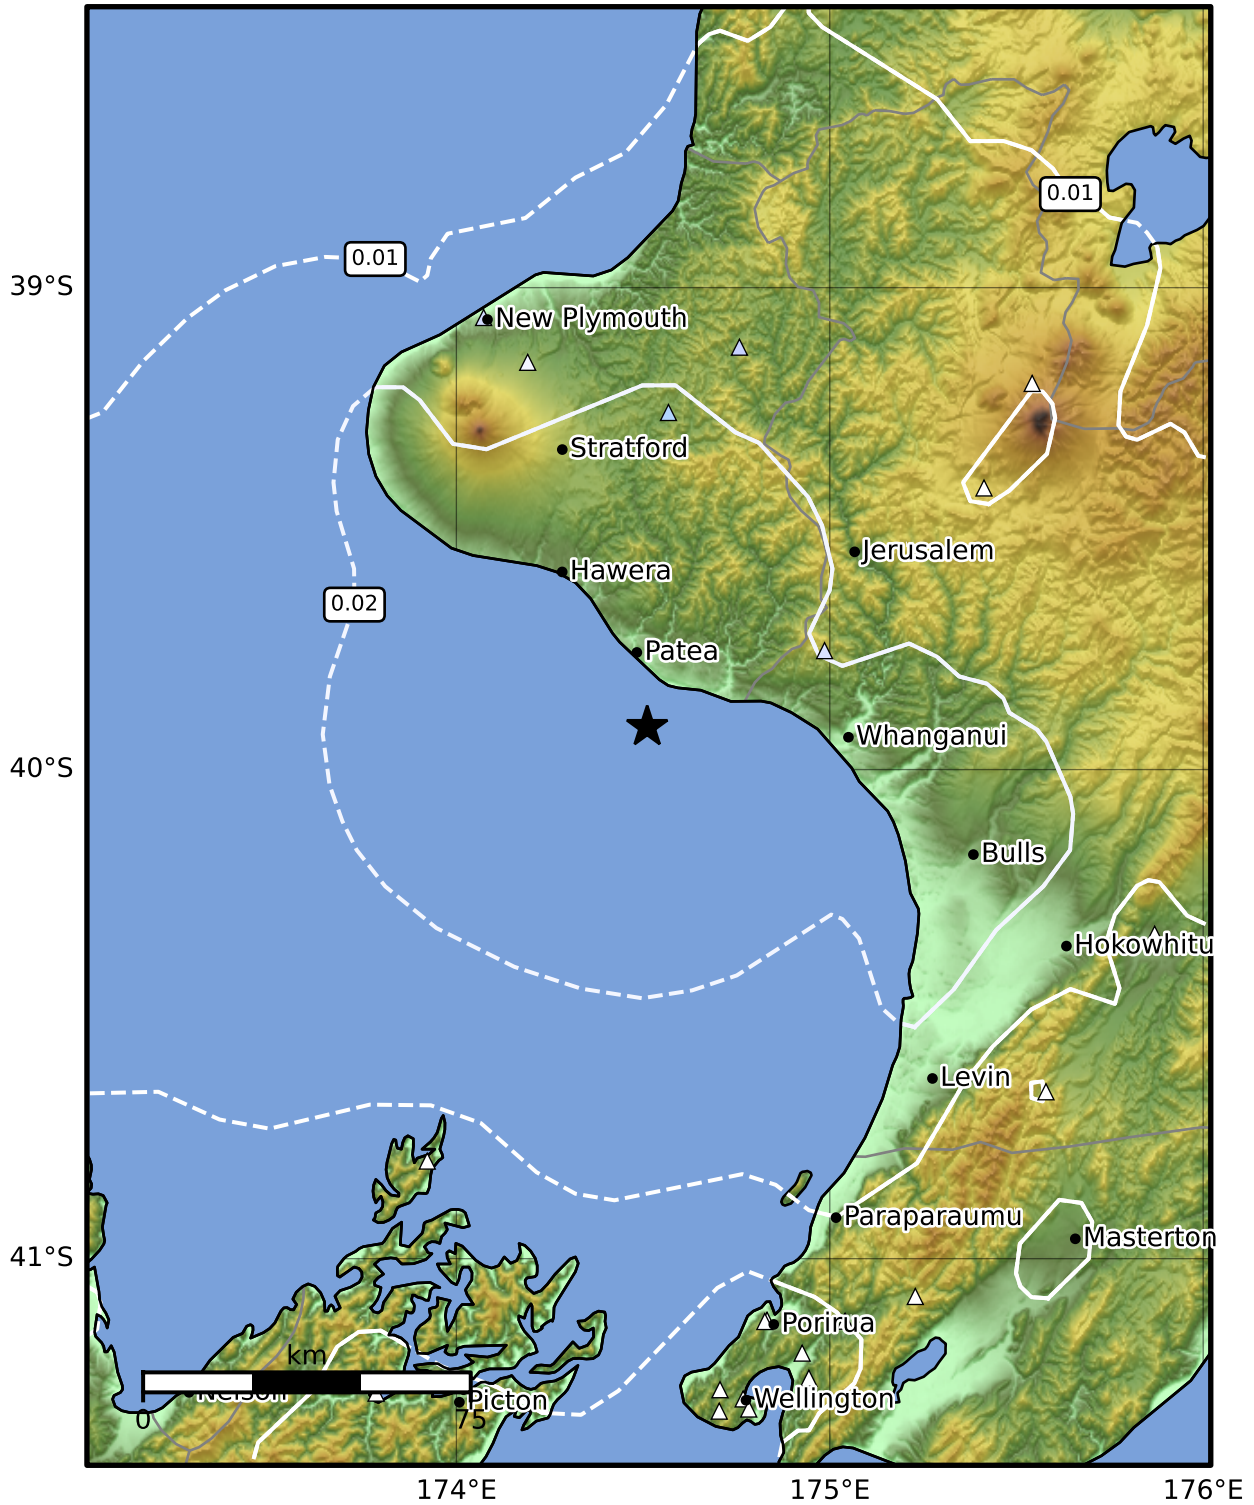 0.01
0.01
39°S
New Plymouth
Stratford
Jerusalem
Hawera
0.02
Patea
Whanganui
40°S
Bulls
Hokowhitu
Levin
Paraparaumu
Masterton
41°S
Porirua
km
Nelson
Picton
Wellington
0
75
174°E
175°E
176°E